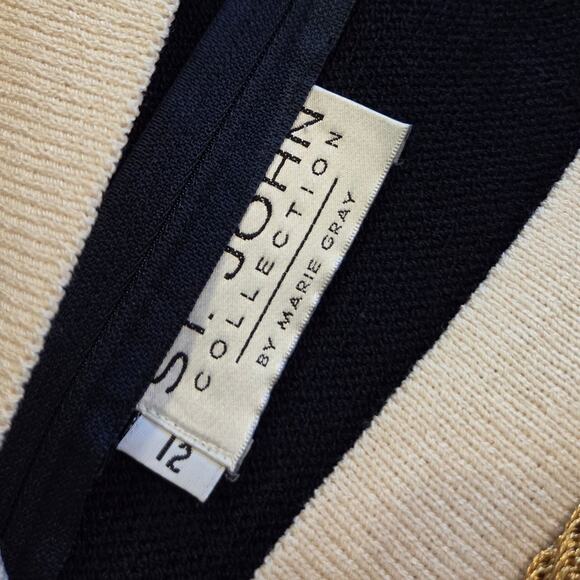 ST. JOHN
COLLECTION
BY MARIE GRAY
12